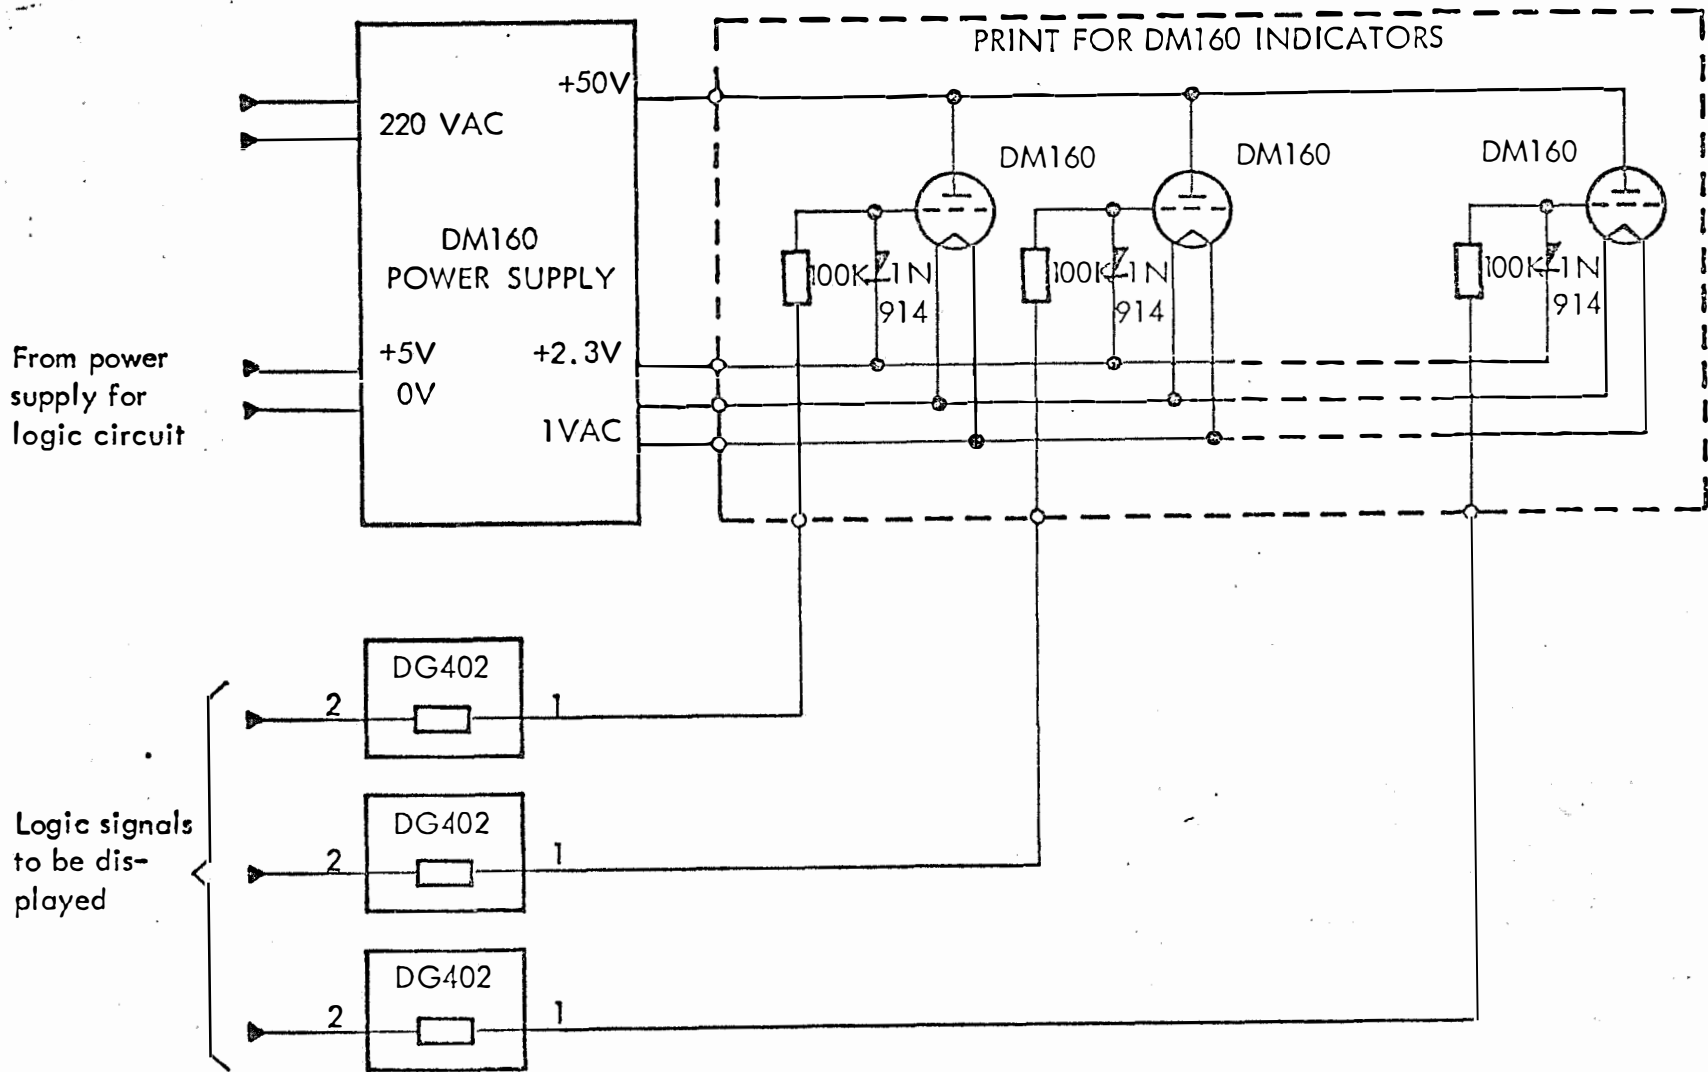 PRINT FOR DM160 INDICATORS
+50V
220 VAC
DM160
DM160
DM160
DM160
POWER SUPPLY
100K
1N
914
100K
1N
914
100K
1N
914
From power
supply for
logic circuit
+5V
+2.3V
0V
1VAC
DG402
2
1
Logic signals
to be dis-
played
DG402
2
1
DG402
2
1